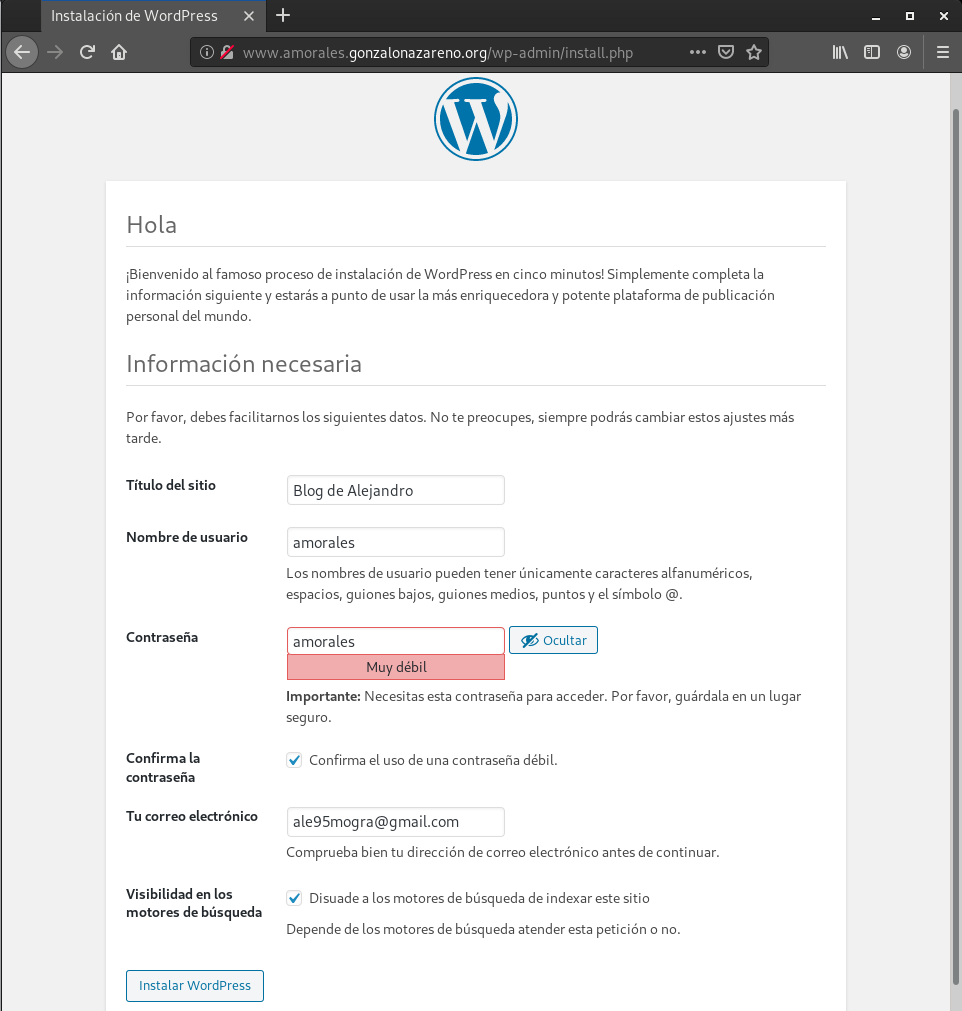 Instalación de WordPress
www.amorales.gonzalonazareno.org/wp-admin/install.php
Hola
¡Bienvenido al famoso proceso de instalación de WordPress en cinco minutos! Simplemente completa la
información siguiente y estarás a punto de usar la más enriquecedora y potente plataforma de publicación
personal del mundo.
Información necesaria
Por favor, debes facilitarnos los siguientes datos. No te preocupes, siempre podrás cambiar estos ajustes más
tarde.
Título del sitio
Blog de Alejandro
Nombre de usuario
amorales
Los nombres de usuario pueden tener únicamente caracteres alfanuméricos,
espacios, guiones bajos, guiones medios, puntos y el símbolo @.
Contraseña
amorales
Ocultar
Muy débil
Importante: Necesitas esta contraseña para acceder. Por favor, guárdala en un lugar
seguro.
Confirma la
contraseña
Confirma el uso de una contraseña débil.
Tu correo electrónico
ale95mogra@gmail.com
Comprueba bien tu dirección de correo electrónico antes de continuar.
Visibilidad en los
motores de búsqueda
Disuade a los motores de búsqueda de indexar este sitio
Depende de los motores de búsqueda atender esta petición o no.
Instalar WordPress